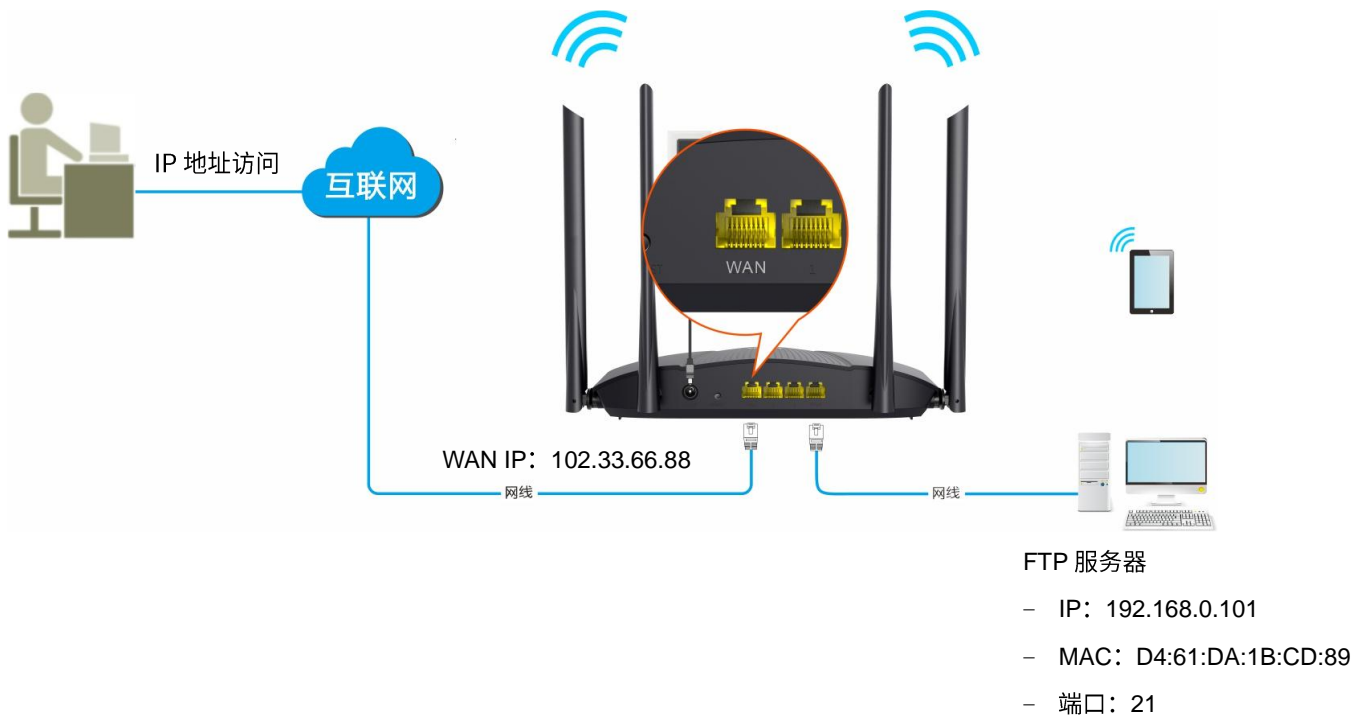 IP 地址访问
互联网
WAN
1
WAN IP：102.33.66.88
网线
网线
FTP 服务器
– IP：192.168.0.101
– MAC：D4:61:DA:1B:CD:89
– 端口：21